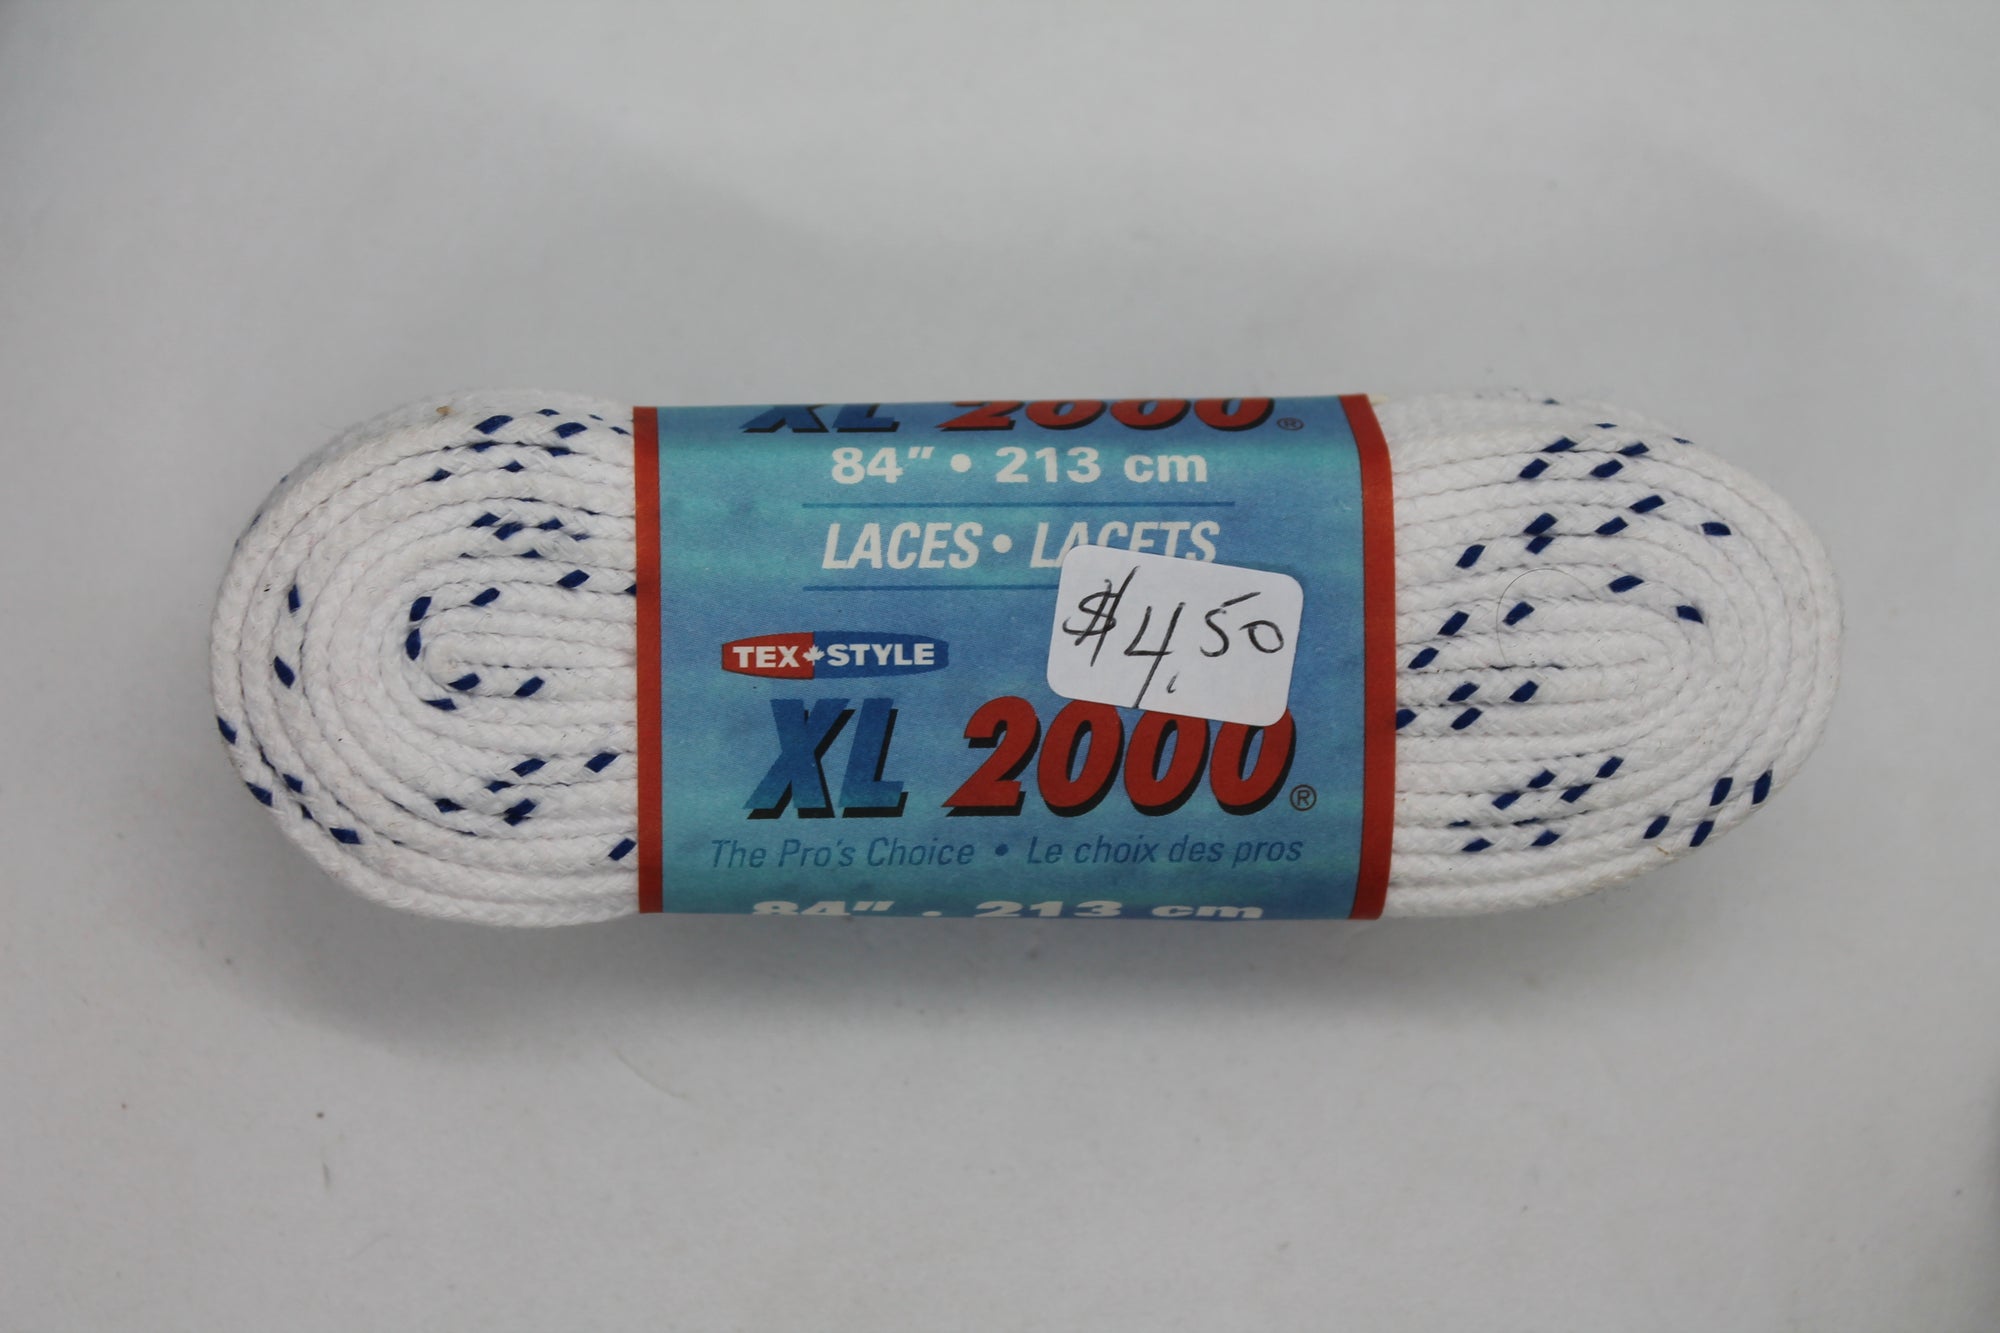 XL 2000®
84" • 213 cm
LACES • LACETS
$4.50
TEX STYLE
XL 2000®
The Pro's Choice • Le choix des pros
84" • 213 cm